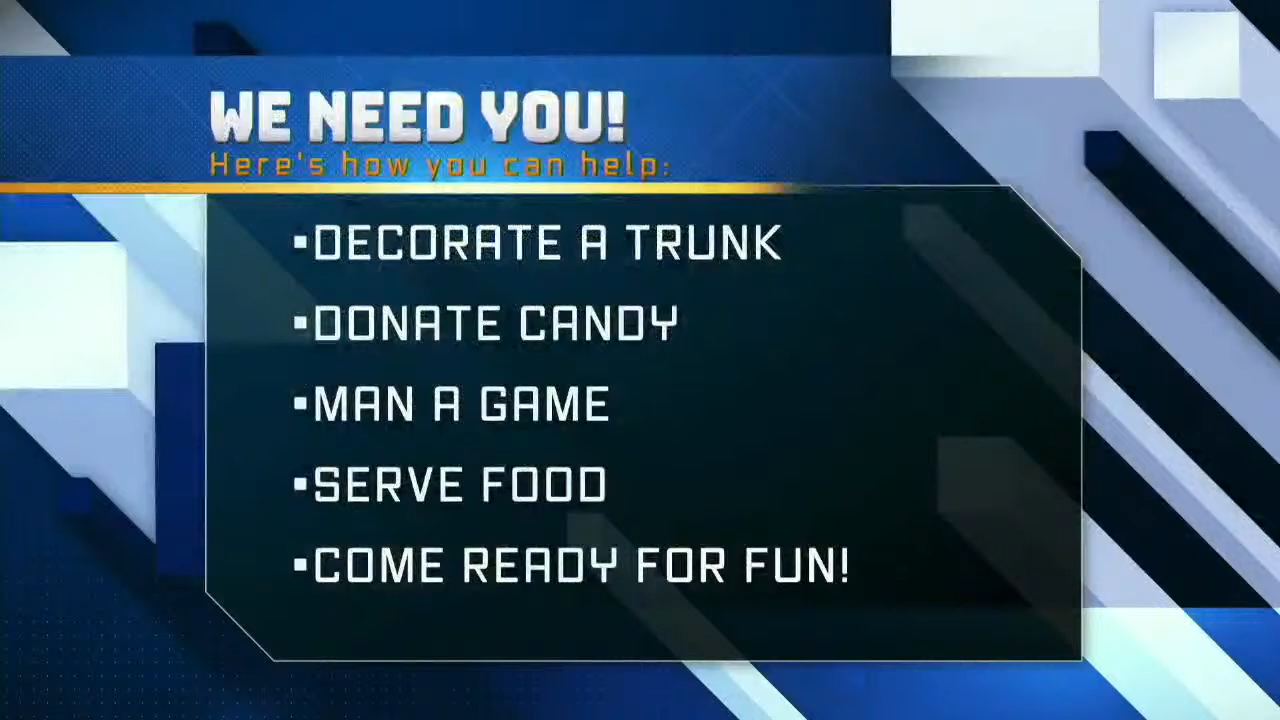 WE NEED YOU!
Here's how you can help:
▪DECORATE A TRUNK
▪DONATE CANDY
▪MAN A GAME
▪SERVE FOOD
▪COME READY FOR FUN!